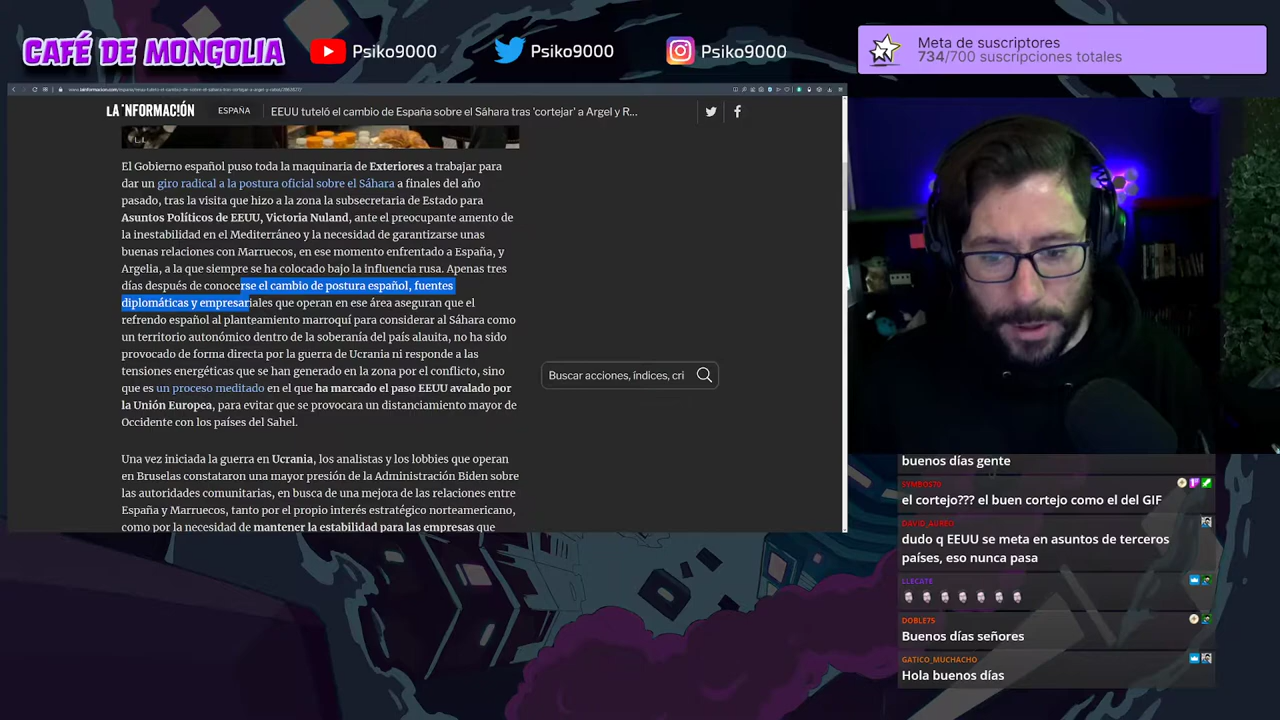 CAFÉ DE MONGOLIA
Psiko9000
Psiko9000
Psiko9000
Meta de suscriptores
734/700 suscripciones totales
LA INFORMACIÓN
ESPAÑA
EEUU tuteló el cambio de España sobre el Sáhara tras 'cortejar' a Argel y R...
El Gobierno español puso toda la maquinaria de Exteriores a trabajar para
dar un giro radical a la postura oficial sobre el Sáhara a finales del año
pasado, tras la visita que hizo a la zona la subsecretaria de Estado para
Asuntos Políticos de EEUU, Victoria Nuland, ante el preocupante amento de
la inestabilidad en el Mediterráneo y la necesidad de garantizarse unas
buenas relaciones con Marruecos, en ese momento enfrentado a España, y
Argelia, a la que siempre se ha colocado bajo la influencia rusa. Apenas tres
días después de conocerse el cambio de postura español, fuentes
diplomáticas y empresariales que operan en ese área aseguran que el
refrendo español al planteamiento marroquí para considerar al Sáhara como
un territorio autonómico dentro de la soberanía del país alauita, no ha sido
provocado de forma directa por la guerra de Ucrania ni responde a las
tensiones energéticas que se han generado en la zona por el conflicto, sino
que es un proceso meditado en el que ha marcado el paso EEUU avalado por
la Unión Europea, para evitar que se provocara un distanciamiento mayor de
Occidente con los países del Sahel.
Una vez iniciada la guerra en Ucrania, los analistas y los lobbies que operan
en Bruselas constataron una mayor presión de la Administración Biden sobre
las autoridades comunitarias, en busca de una mejora de las relaciones entre
España y Marruecos, tanto por el propio interés estratégico norteamericano,
como por la necesidad de mantener la estabilidad para las empresas que
Buscar acciones, índices, cri
buenos días gente
SYMBOS70
el cortejo??? el buen cortejo como el del GIF
DAVID_AUREO
dudo q EEUU se meta en asuntos de terceros
países, eso nunca pasa
LLECATE
DOBLE75
Buenos días señores
GATICO_MUCHACHO
Hola buenos días